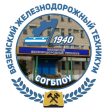 ВЯЗЕМСКИЙ ЖЕЛЕЗНОДОРОЖНЫЙ ТЕХНИКУМ
1940
СОГБПОУ